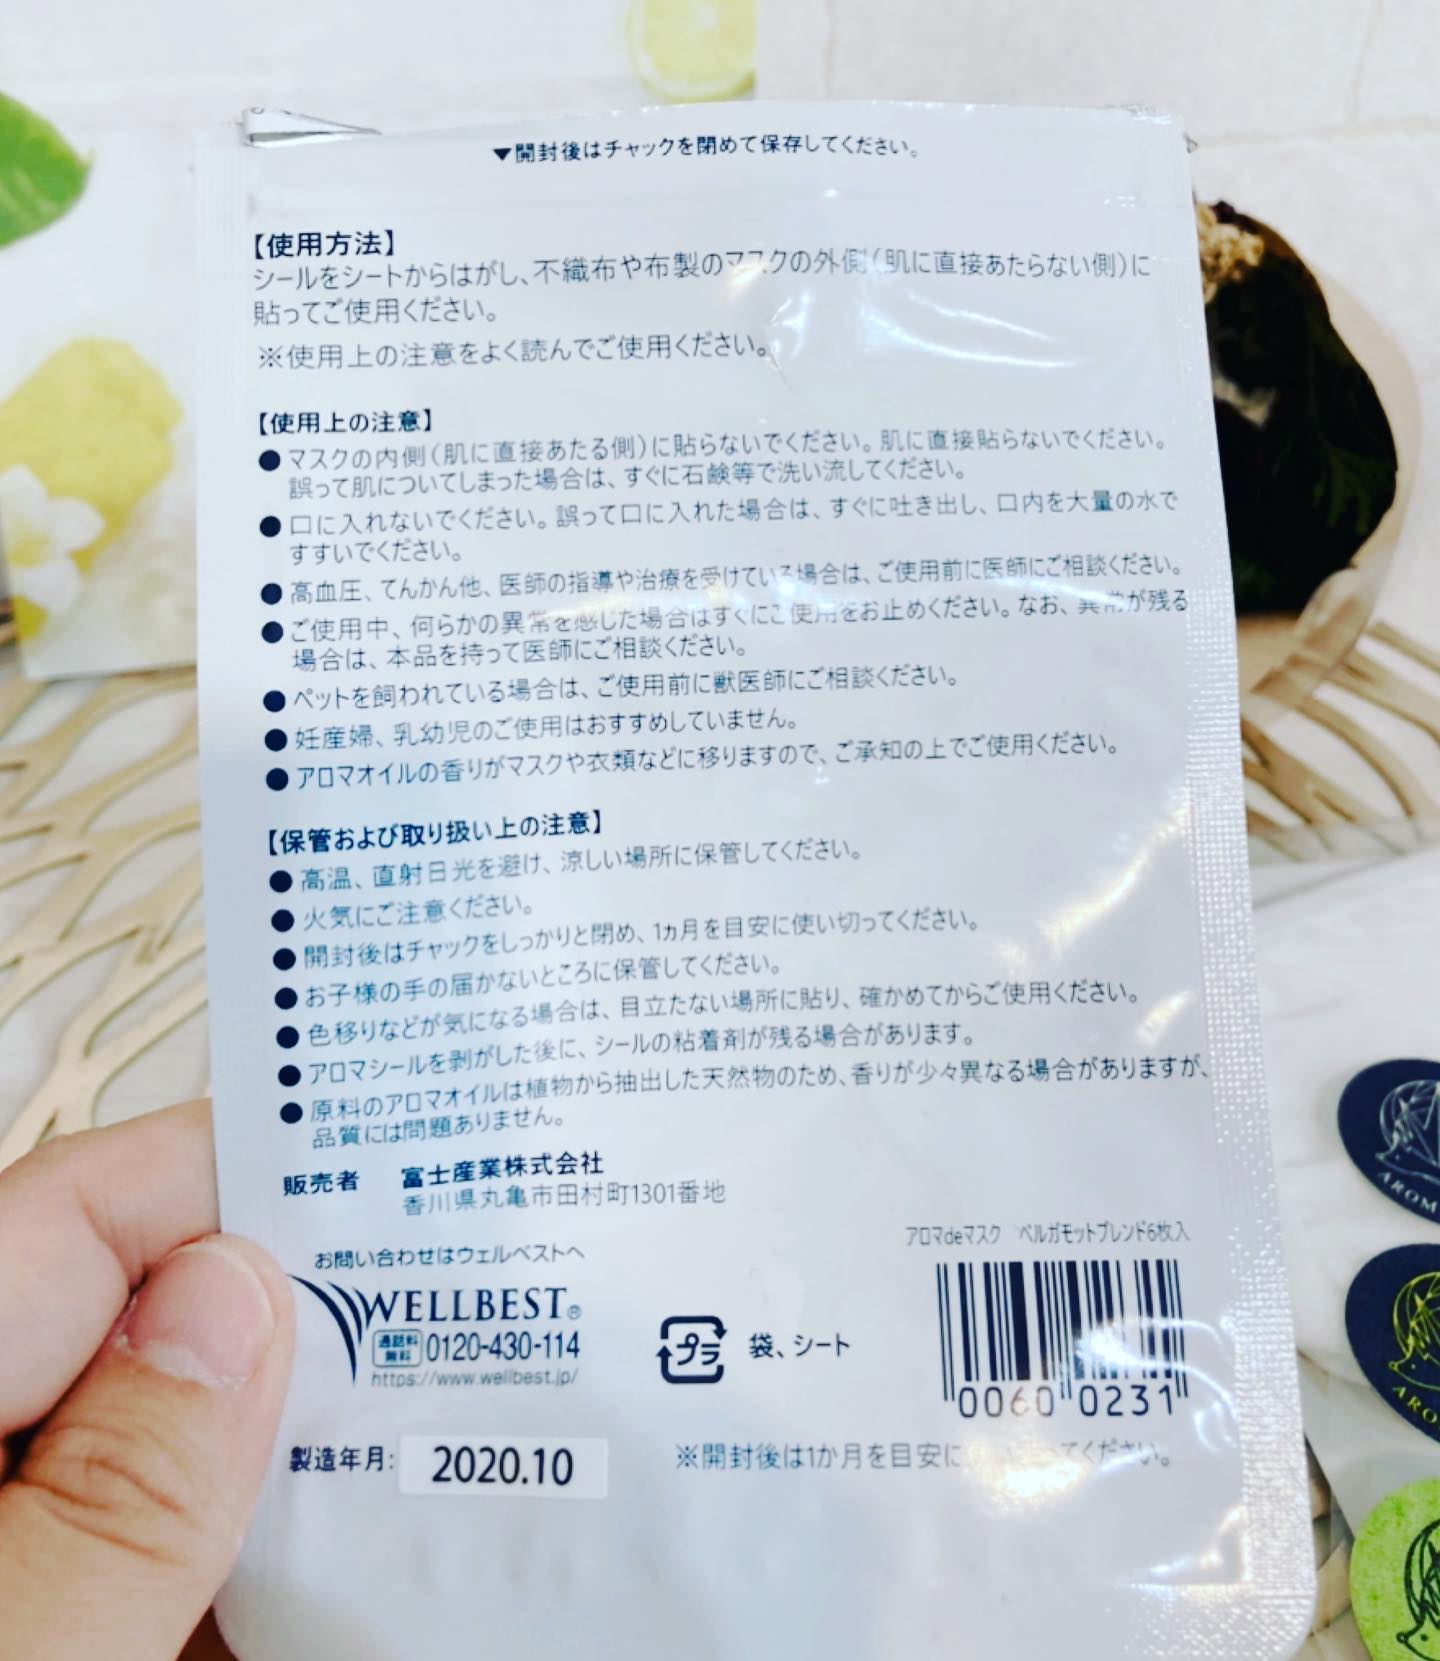 ▼開封後はチャックを閉めて保存してください。
【使用方法】
シールをシートからはがし、不織布や布製のマスクの外側(肌に直接あたらない側)に
貼ってご使用ください。
※使用上の注意をよく読んでご使用ください。
【使用上の注意】
●マスクの内側(肌に直接あたる側)に貼らないでください。肌に直接貼らないでください。
誤って肌についてしまった場合は、すぐに石鹸等で洗い流してください。
●口に入れないでください。誤って口に入れた場合は、すぐに吐き出し、口内を大量の水で
すすいでください。
●高血圧、てんかん他、医師の指導や治療を受けている場合は、ご使用前に医師にご相談ください。
●ご使用中、何らかの異常を感じた場合はすぐにご使用をお止めください。なお、異常が残る
場合は、本品を持って医師にご相談ください。
●ペットを飼われている場合は、ご使用前に獣医師にご相談ください。
●妊産婦、乳幼児のご使用はおすすめしていません。
●アロマオイルの香りがマスクや衣類などに移りますので、ご承知の上でご使用ください。
【保管および取り扱い上の注意】
●高温、直射日光を避け、涼しい場所に保管してください。
●火気にご注意ください。
●開封後はチャックをしっかりと閉め、1ヵ月を目安に使い切ってください。
●お子様の手の届かないところに保管してください。
●色移りなどが気になる場合は、目立たない場所に貼り、確かめてからご使用ください。
●アロマシールを剥がした後に、シールの粘着剤が残る場合があります。
●原料のアロマオイルは植物から抽出した天然物のため、香りが少々異なる場合がありますが、
品質には問題ありません。
販売者 富士産業株式会社
香川県丸亀市田村町1301番地
お問い合わせはウェルベストへ
WELLBEST®
通話料無料 0120-430-114
https://www.wellbest.jp/
プラ 袋、シート
アロマdeマスク ベルガモットブレンド6枚入
0060 0231
製造年月: 2020.10
※開封後は1か月を目安に使い切ってください。
AROM
ARO